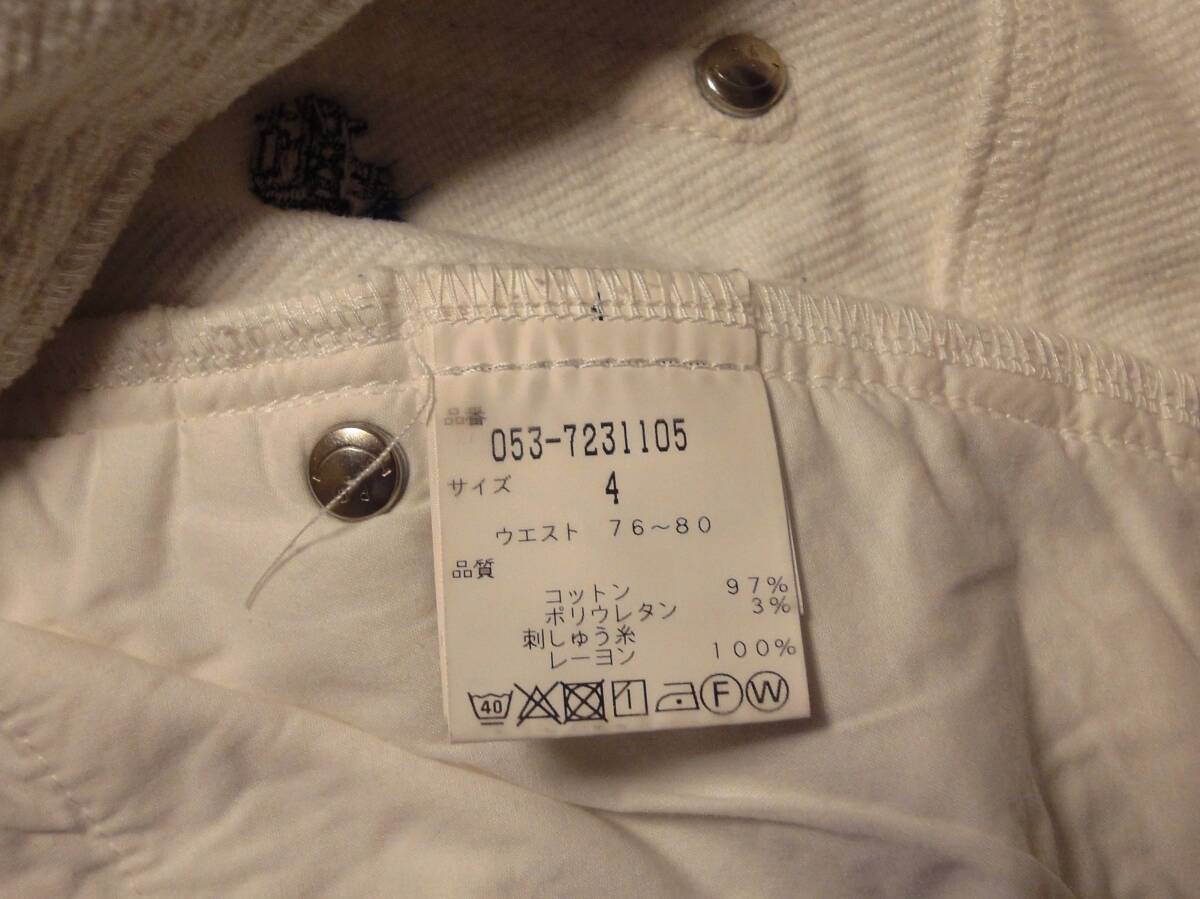 品番
053-7231105
サイズ 4
ウエスト 76～80
品質
コットン 97%
ポリウレタン 3%
刺しゅう糸
レーヨン 100%
40 F W